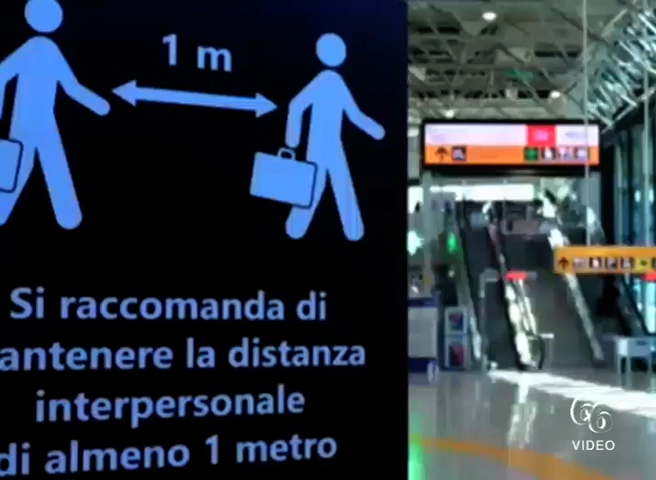 1 m
Si raccomanda di
antenere la distanza
interpersonale
di almeno 1 metro
VIDEO